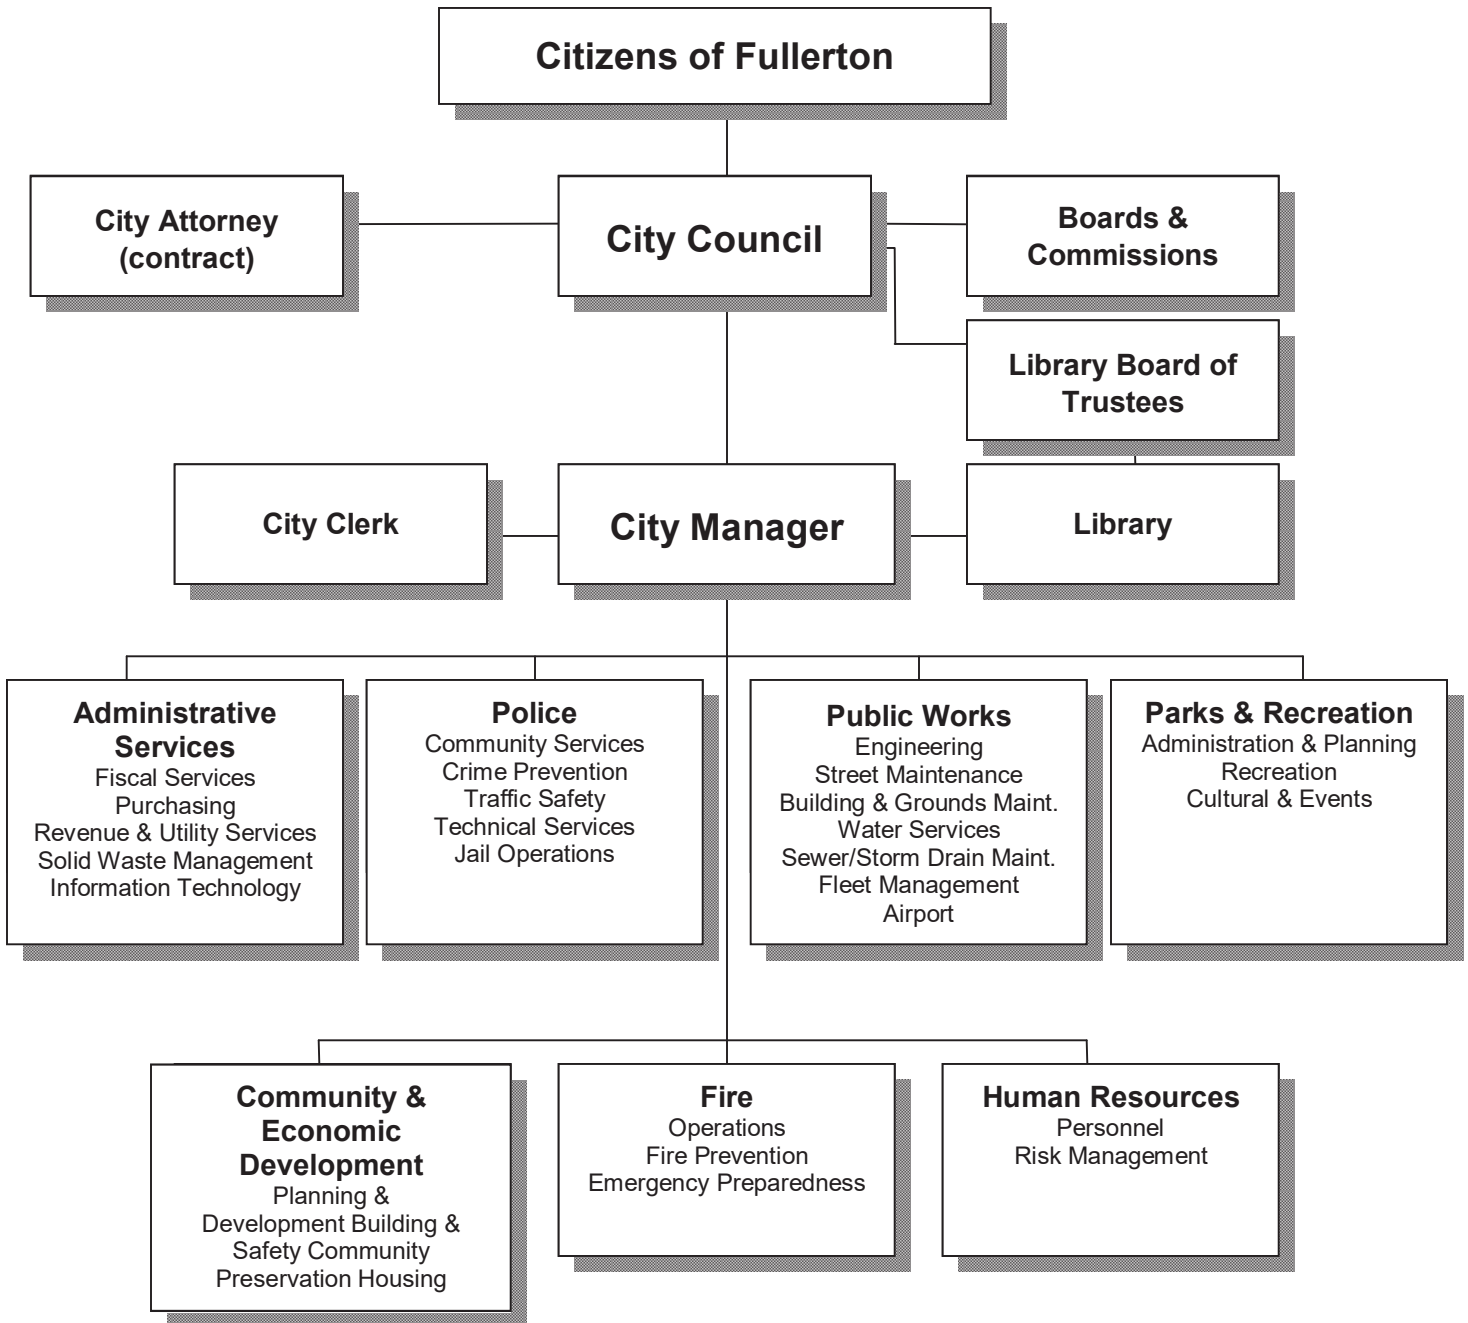 Citizens of Fullerton
City Attorney
(contract)
City Council
Boards &
Commissions
Library Board of
Trustees
City Clerk
City Manager
Library
Administrative
Services
Fiscal Services
Purchasing
Revenue & Utility Services
Solid Waste Management
Information Technology
Police
Community Services
Crime Prevention
Traffic Safety
Technical Services
Jail Operations
Public Works
Engineering
Street Maintenance
Building & Grounds Maint.
Water Services
Sewer/Storm Drain Maint.
Fleet Management
Airport
Parks & Recreation
Administration & Planning
Recreation
Cultural & Events
Community &
Economic
Development
Planning &
Development Building &
Safety Community
Preservation Housing
Fire
Operations
Fire Prevention
Emergency Preparedness
Human Resources
Personnel
Risk Management